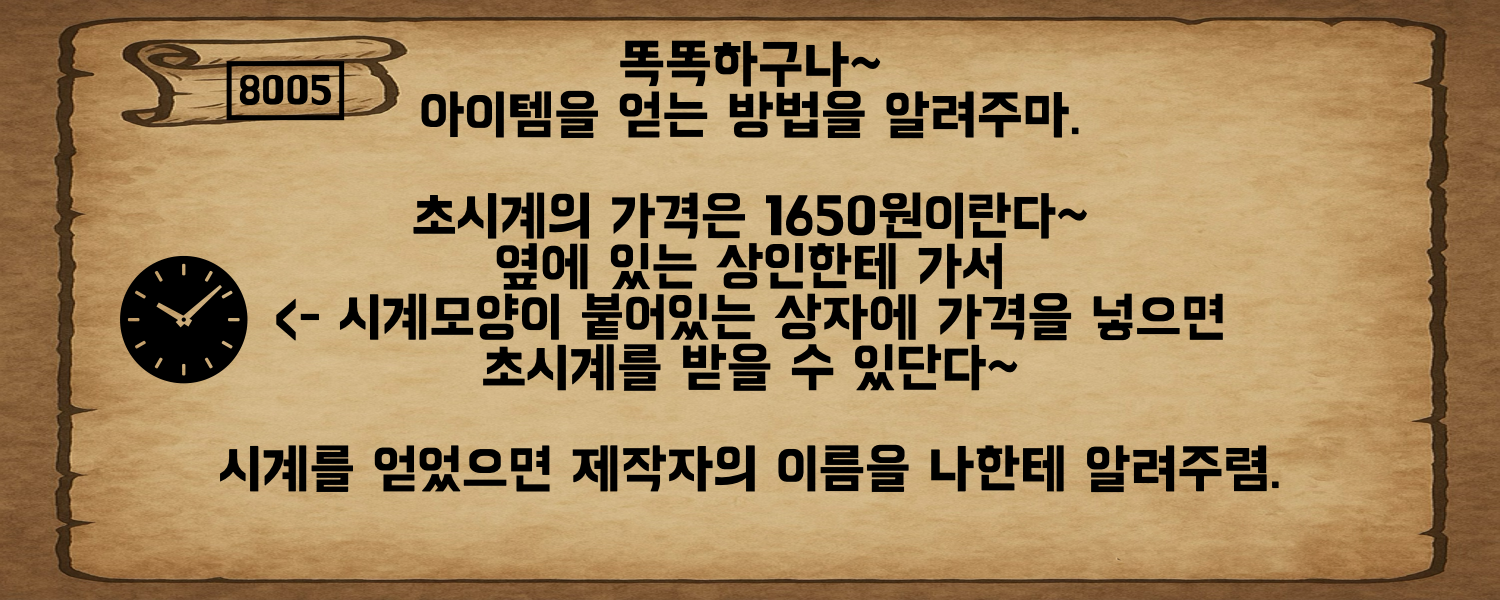 8005
똑똑하구나~
아이템을 얻는 방법을 알려주마.
초시계의 가격은 1650원이란다~
옆에 있는 상인한테 가서
<- 시계모양이 붙어있는 상자에 가격을 넣으면
초시계를 받을 수 있단다~
시계를 얻었으면 제작자의 이름을 나한테 알려주렴.